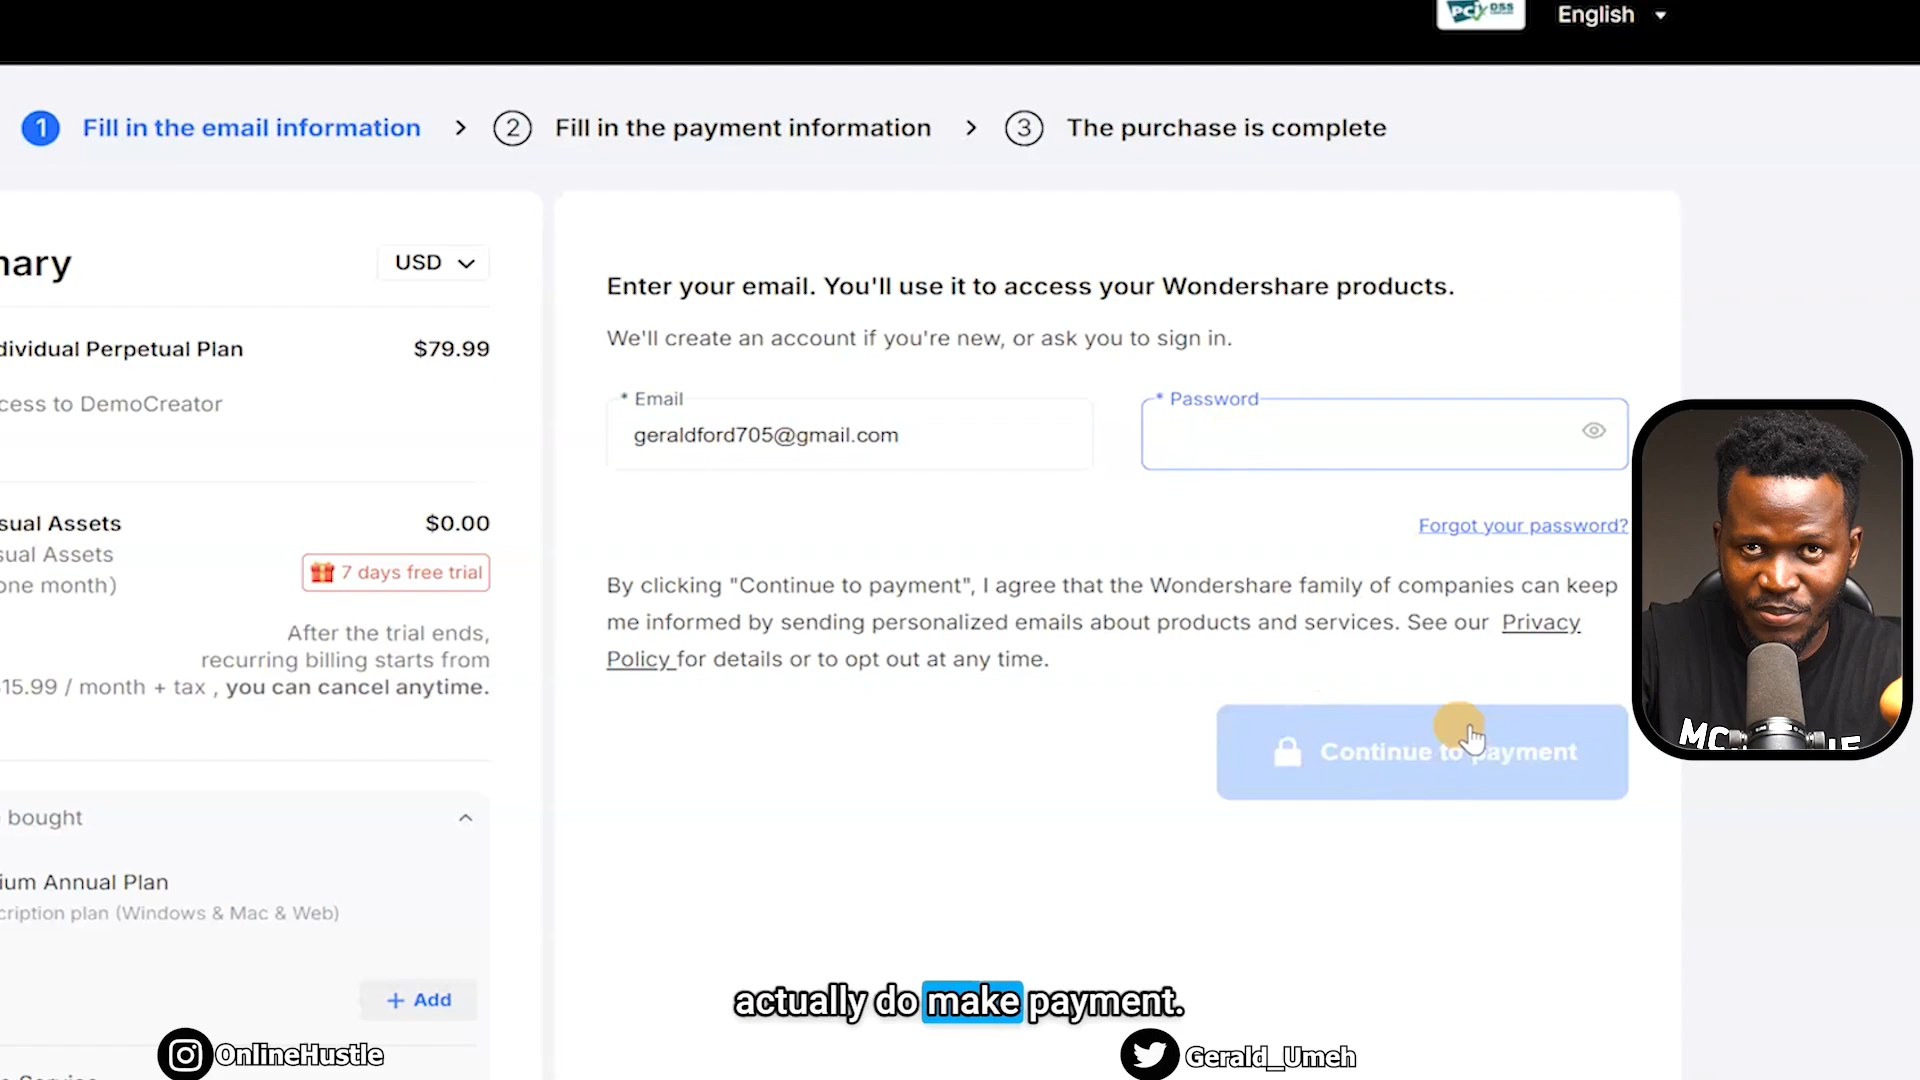 PCI DSS
English
1 Fill in the email information > 2 Fill in the payment information > 3 The purchase is complete
mary
USD
dividual Perpetual Plan $79.99
cess to DemoCreator
sual Assets $0.00
sual Assets
one month)
7 days free trial
After the trial ends,
recurring billing starts from
15.99 / month + tax , you can cancel anytime.
bought
ium Annual Plan
cription plan (Windows & Mac & Web)
+ Add
Enter your email. You'll use it to access your Wondershare products.
We'll create an account if you're new, or ask you to sign in.
* Email
geraldford705@gmail.com
* Password
Forgot your password?
By clicking "Continue to payment", I agree that the Wondershare family of companies can keep
me informed by sending personalized emails about products and services. See our Privacy
Policy for details or to opt out at any time.
Continue to payment
actually do make payment.
OnlineHustle
Gerald_Umeh